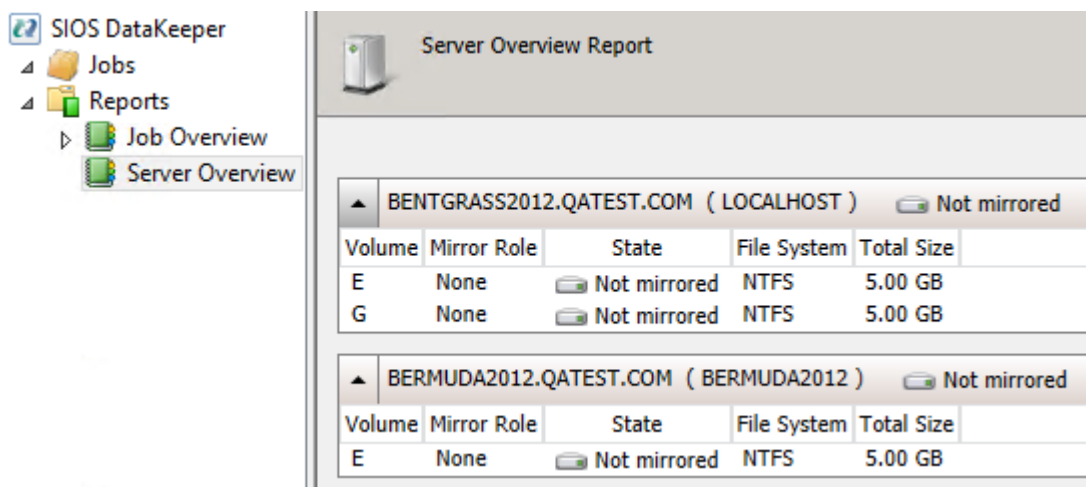 SIOS DataKeeper
Jobs
Reports
Job Overview
Server Overview
Server Overview Report
BENTGRASS2012.QATEST.COM ( LOCALHOST ) Not mirrored
Volume Mirror Role State File System Total Size
E None Not mirrored NTFS 5.00 GB
G None Not mirrored NTFS 5.00 GB
BERMUDA2012.QATEST.COM ( BERMUDA2012 ) Not mirrored
Volume Mirror Role State File System Total Size
E None Not mirrored NTFS 5.00 GB